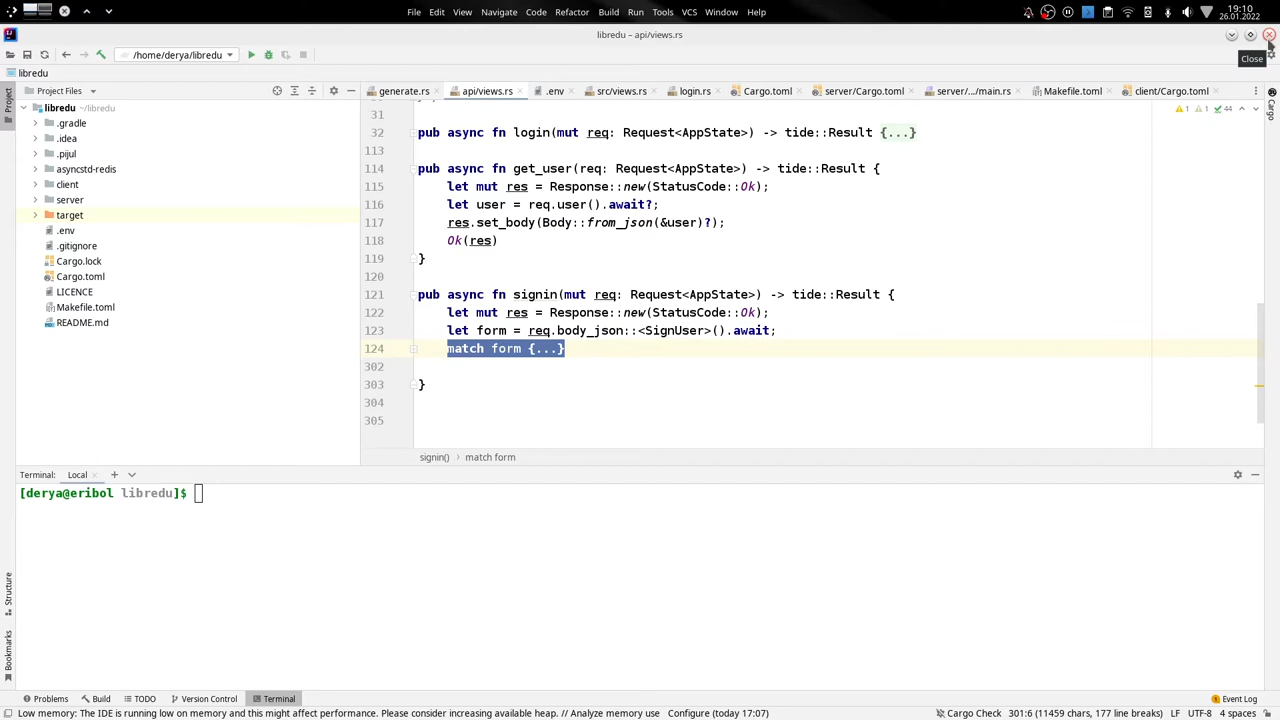 File Edit View Navigate Code Refactor Build Run Tools VCS Window Help
19:10
26.01.2022
libredu – api/views.rs
Close
/home/derya/libredu
libredu
Project Files
generate.rs api/views.rs .env src/views.rs login.rs Cargo.toml server/Cargo.toml server/...main.rs Makefile.toml client/Cargo.toml
Project
Cargo
1 1 44
libredu ~/libredu
.gradle
.idea
.pijul
asyncstd-redis
client
server
target
.env
.gitignore
Cargo.lock
Cargo.toml
LICENCE
Makefile.toml
README.md
31
32 pub async fn login(mut req: Request<AppState>) -> tide::Result {...}
113
114 pub async fn get_user(req: Request<AppState>) -> tide::Result {
115 let mut res = Response::new(StatusCode::Ok);
116 let user = req.user().await?;
117 res.set_body(Body::from_json(&user)?);
118 Ok(res)
119 }
120
121 pub async fn signin(mut req: Request<AppState>) -> tide::Result {
122 let mut res = Response::new(StatusCode::Ok);
123 let form = req.body_json::<SignUser>().await;
124 match form {...}
302
303 }
304
305
signin() match form
Terminal: Local
[derya@eribol libredu]$
Structure
Bookmarks
Problems Build TODO Version Control Terminal Event Log
Low memory: The IDE is running low on memory and this might affect performance. Please consider increasing available heap. // Analyze memory use Configure (today 17:07) Cargo Check 301:6 (11459 chars, 177 line breaks) LF UTF-8 4 spaces